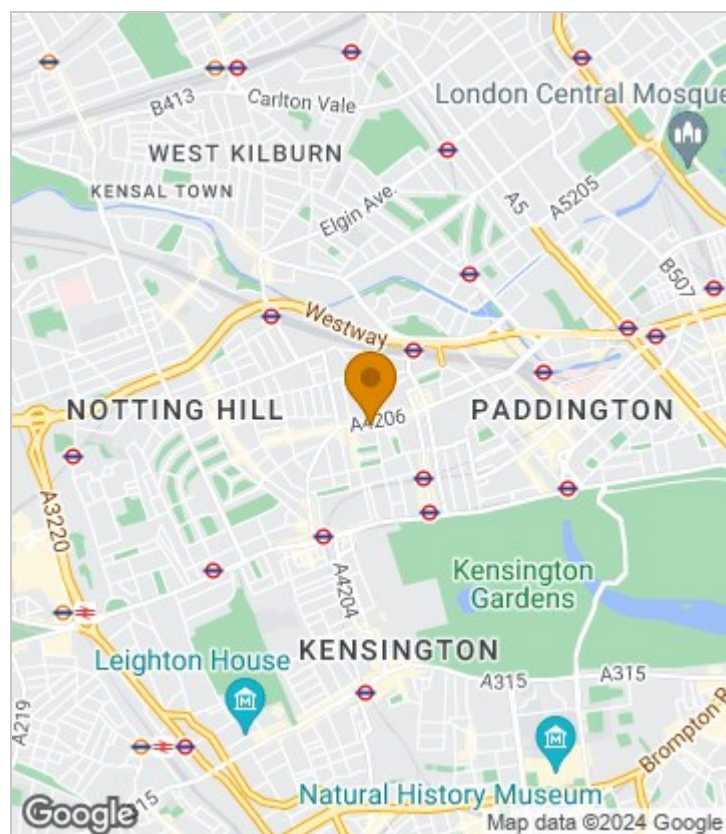 B413
Carlton Vale
London Central Mosque
WEST KILBURN
KENSAL TOWN
A5
A5205
Elgin Ave.
B507
Westway
NOTTING HILL
A4206
PADDINGTON
A3220
Kensington
Gardens
A4204
KENSINGTON
Leighton House
A315
A315
A219
Brompton R
Natural History Museum
A315
Google
Map data ©2024 Google